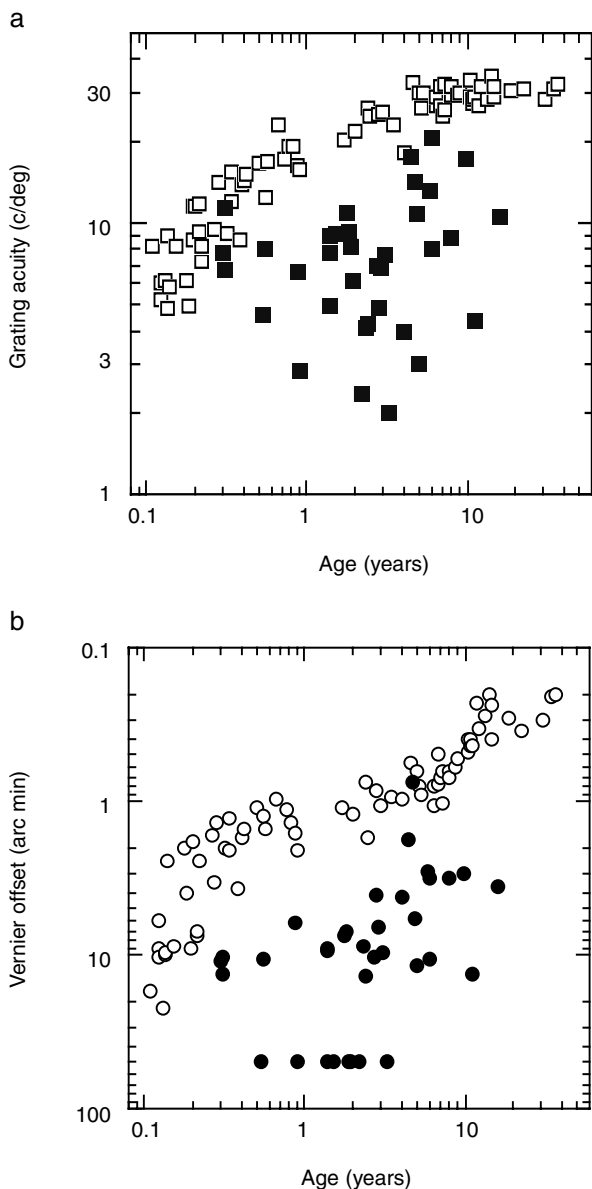 a
30
10
3
1
0.1 1 10
Grating acuity (c/deg)
Age (years)
b
0.1
1
10
100
0.1 1 10
Vernier offset (arc min)
Age (years)